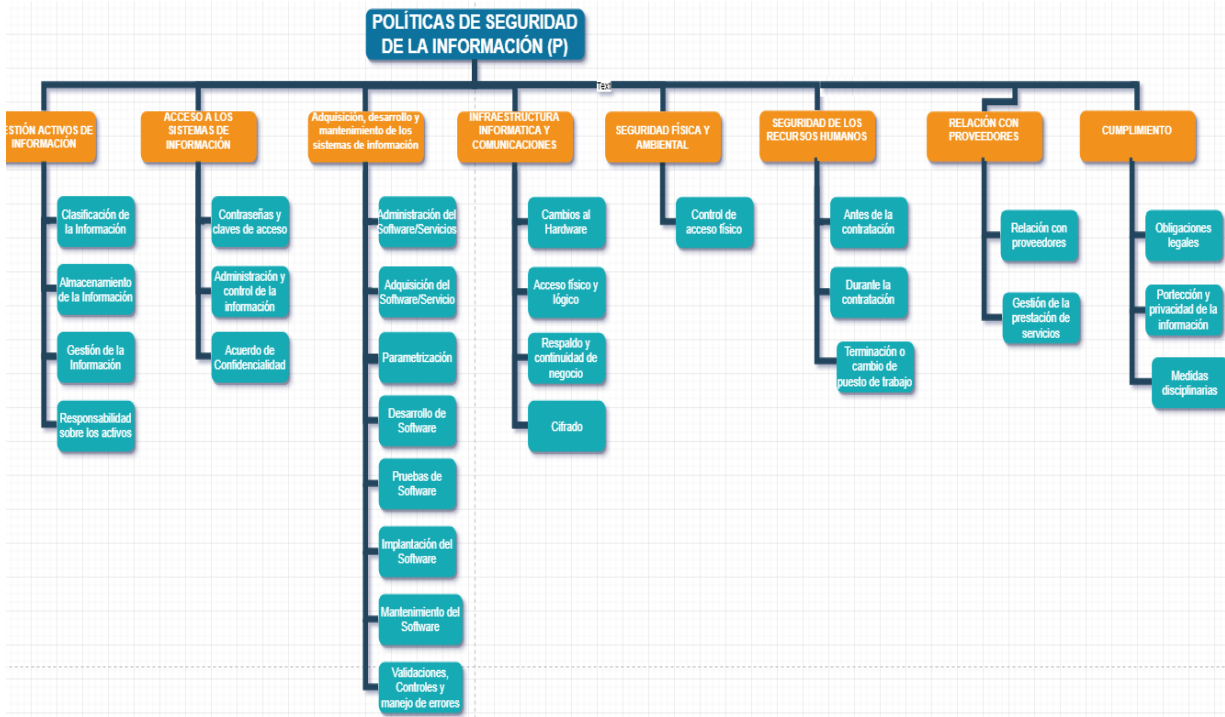 POLÍTICAS DE SEGURIDAD
DE LA INFORMACIÓN (P)
Text
ESTIÓN ACTIVOS DE
INFORMACIÓN
ACCESO A LOS
SISTEMAS DE
INFORMACIÓN
Adquisición, desarrollo y
mantenimiento de los
sistemas de información
INFRAESTRUCTURA
INFORMATICA Y
COMUNICACIONES
SEGURIDAD FÍSICA Y
AMBIENTAL
SEGURIDAD DE LOS
RECURSOS HUMANOS
RELACIÓN CON
PROVEEDORES
CUMPLIMIENTO
Clasificación de
la Información
Almacenamiento
de la Información
Gestión de la
Información
Responsabilidad
sobre los activos
Contraseñas y
claves de acceso
Administración y
control de la
información
Acuerdo de
Confidencialidad
Administración del
Software/Servicios
Adquisición del
Software/Servicio
Parametrización
Desarrollo de
Software
Pruebas de
Software
Implantación del
Software
Mantenimiento del
Software
Validaciones,
Controles y
manejo de errores
Cambios al
Hardware
Acceso físico y
lógico
Respaldo y
continuidad de
negocio
Cifrado
Control de
acceso físico
Antes de la
contratación
Durante la
contratación
Terminación o
cambio de
puesto de trabajo
Relación con
proveedores
Gestión de la
prestación de
servicios
Obligaciones
legales
Portección y
privacidad de la
información
Medidas
disciplinarias